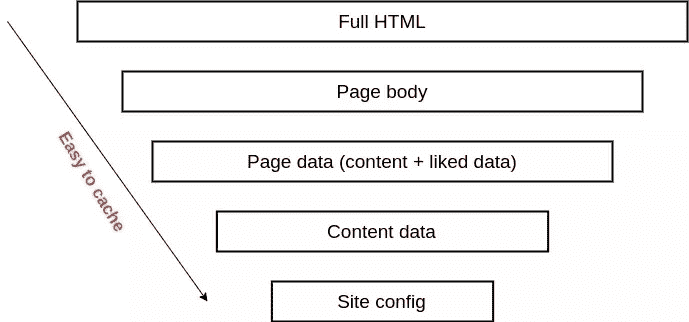 Full HTML
Page body
Page data (content + liked data)
Easy to cache
Content data
Site config